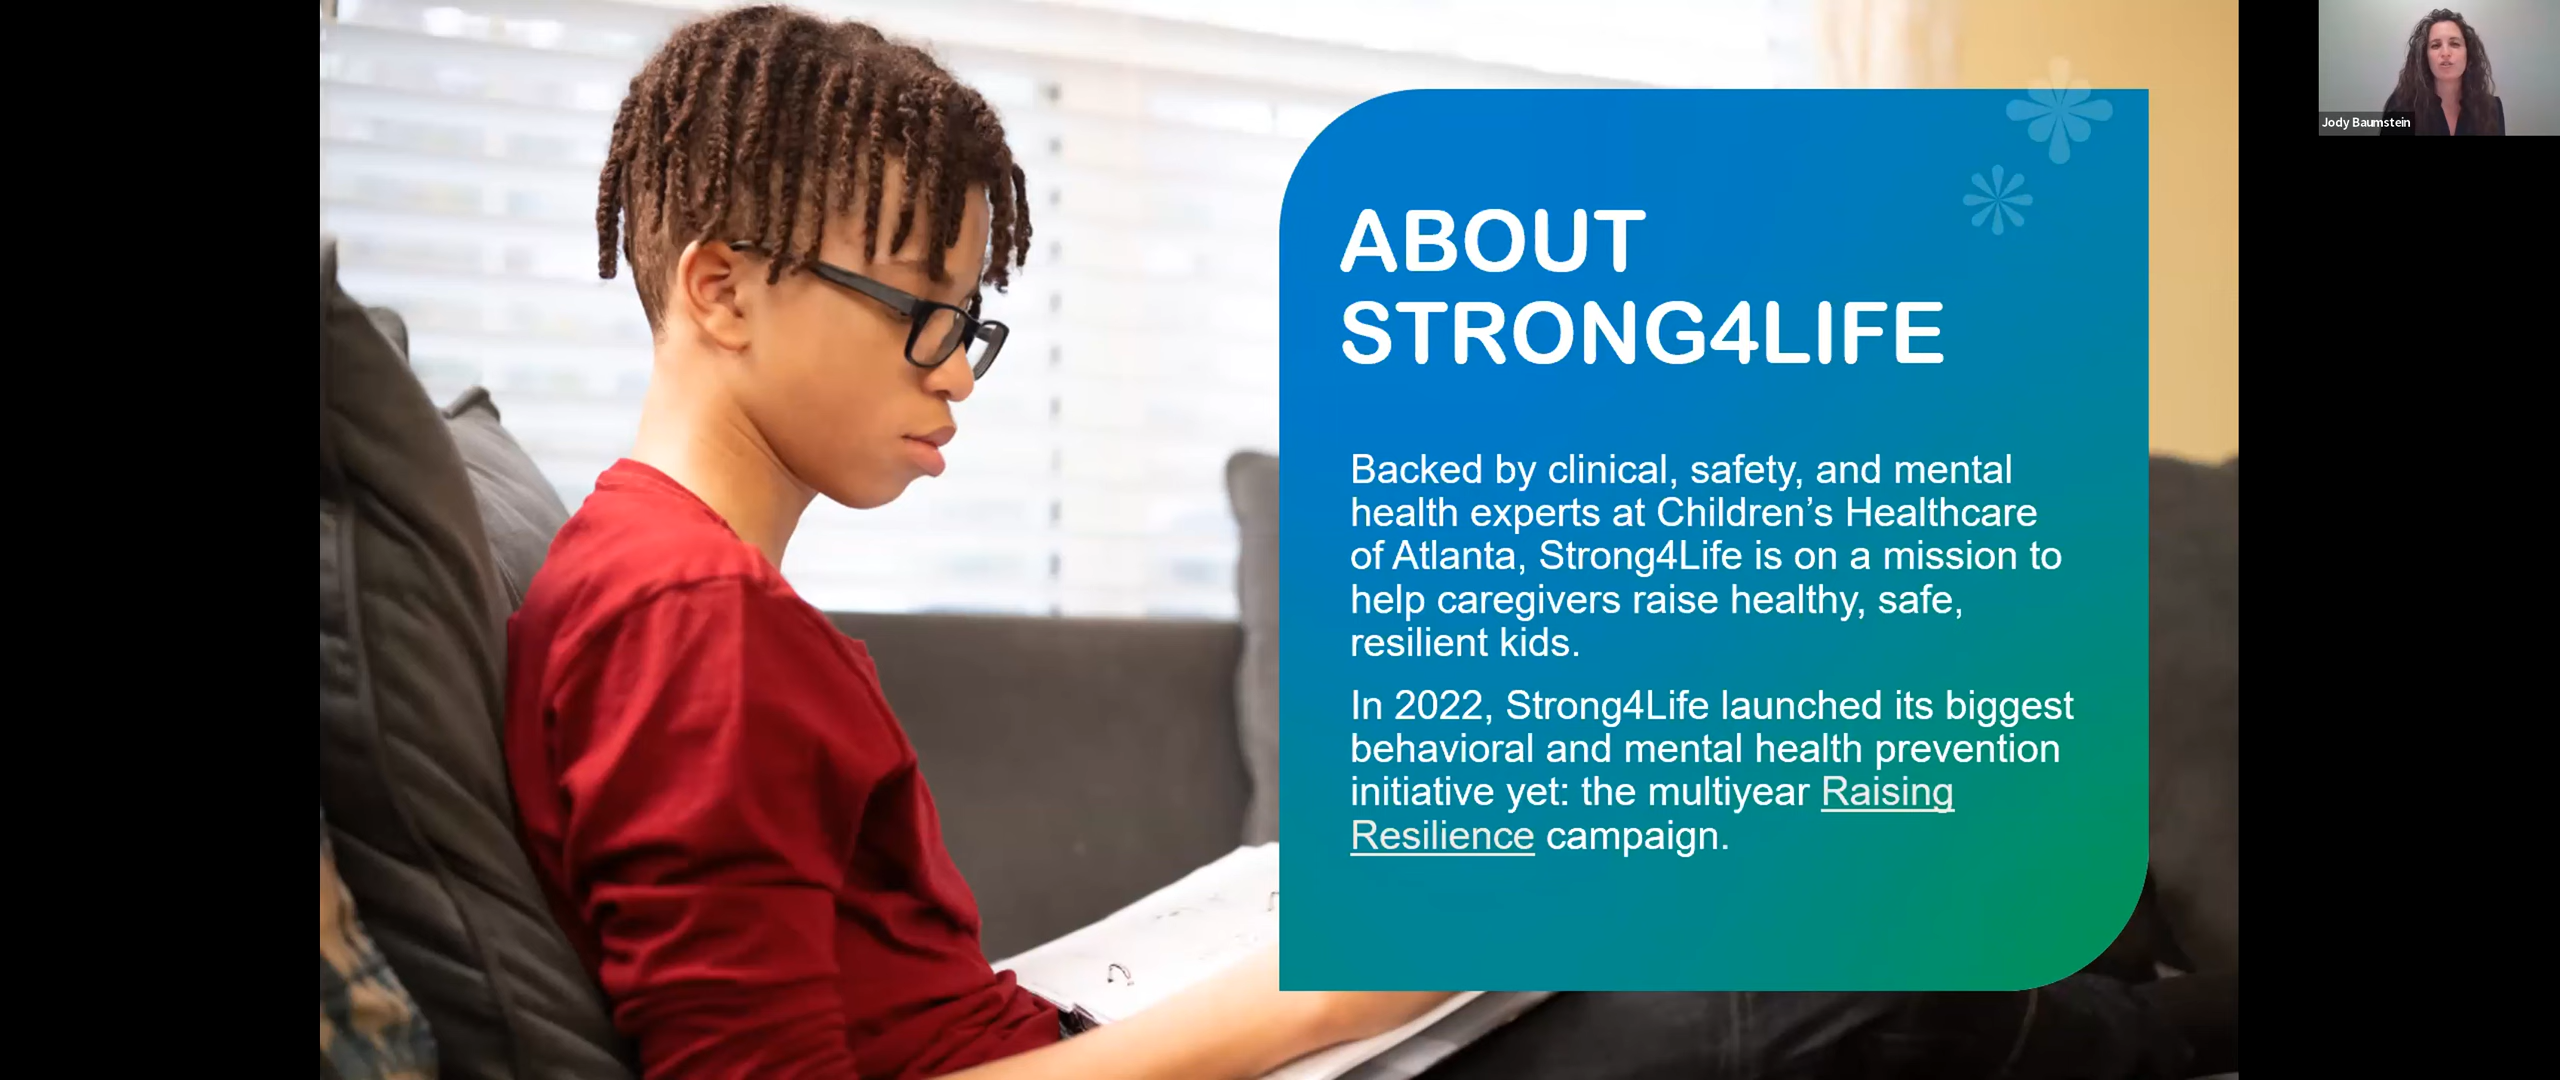 ABOUT
STRONG4LIFE
Backed by clinical, safety, and mental
health experts at Children’s Healthcare
of Atlanta, Strong4Life is on a mission to
help caregivers raise healthy, safe,
resilient kids.
In 2022, Strong4Life launched its biggest
behavioral and mental health prevention
initiative yet: the multiyear Raising
Resilience campaign.
Jody Baumstein